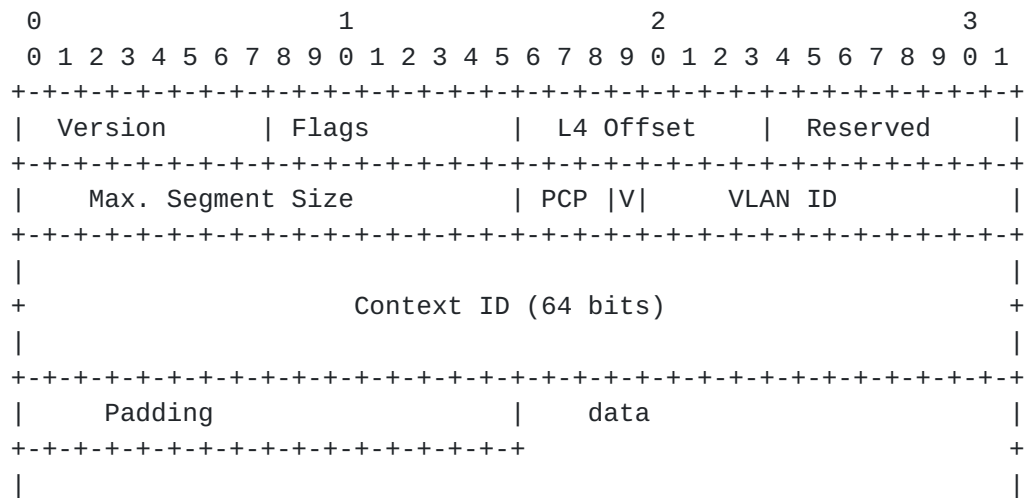 0                   1                   2                   3
 0 1 2 3 4 5 6 7 8 9 0 1 2 3 4 5 6 7 8 9 0 1 2 3 4 5 6 7 8 9 0 1
+-+-+-+-+-+-+-+-+-+-+-+-+-+-+-+-+-+-+-+-+-+-+-+-+-+-+-+-+-+-+-+-+
|  Version      | Flags         |  L4 Offset    |  Reserved     |
+-+-+-+-+-+-+-+-+-+-+-+-+-+-+-+-+-+-+-+-+-+-+-+-+-+-+-+-+-+-+-+-+
|    Max. Segment Size          | PCP |V|     VLAN ID           |
+-+-+-+-+-+-+-+-+-+-+-+-+-+-+-+-+-+-+-+-+-+-+-+-+-+-+-+-+-+-+-+-+
|                                                               |
+                     Context ID (64 bits)                      +
|                                                               |
+-+-+-+-+-+-+-+-+-+-+-+-+-+-+-+-+-+-+-+-+-+-+-+-+-+-+-+-+-+-+-+-+
|     Padding                   |    data                       |
+-+-+-+-+-+-+-+-+-+-+-+-+-+-+-+-+                               +
|                                                               |